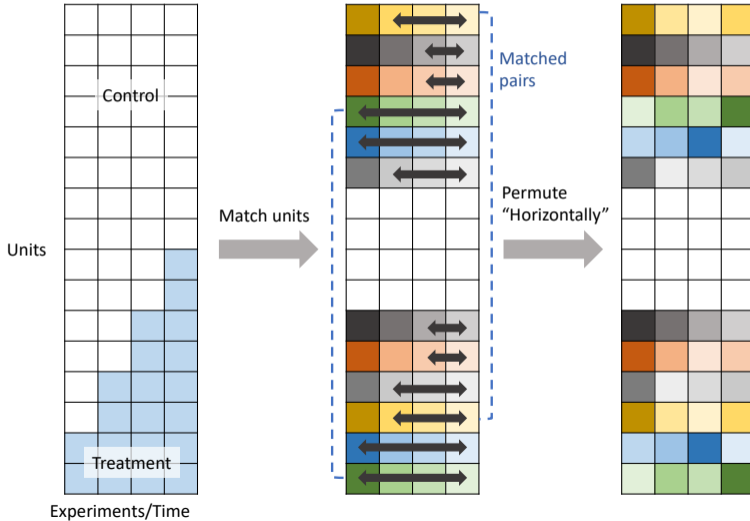 Control
Matched
pairs
Match units
Permute
“Horizontally”
Units
Treatment
Experiments/Time